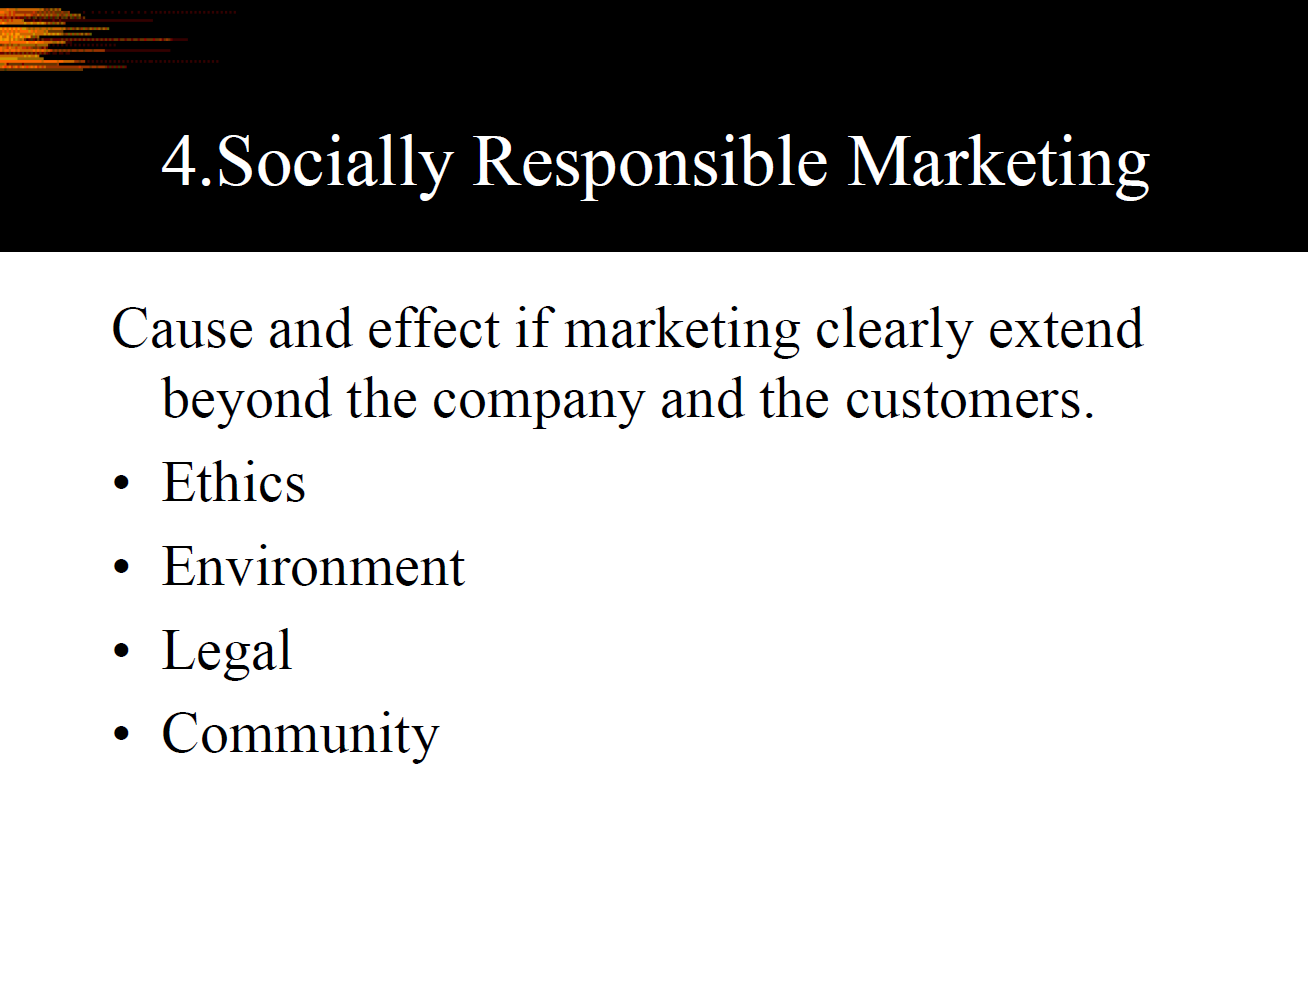 4.Socially Responsible Marketing
Cause and effect if marketing clearly extend
beyond the company and the customers.
• Ethics
• Environment
• Legal
• Community